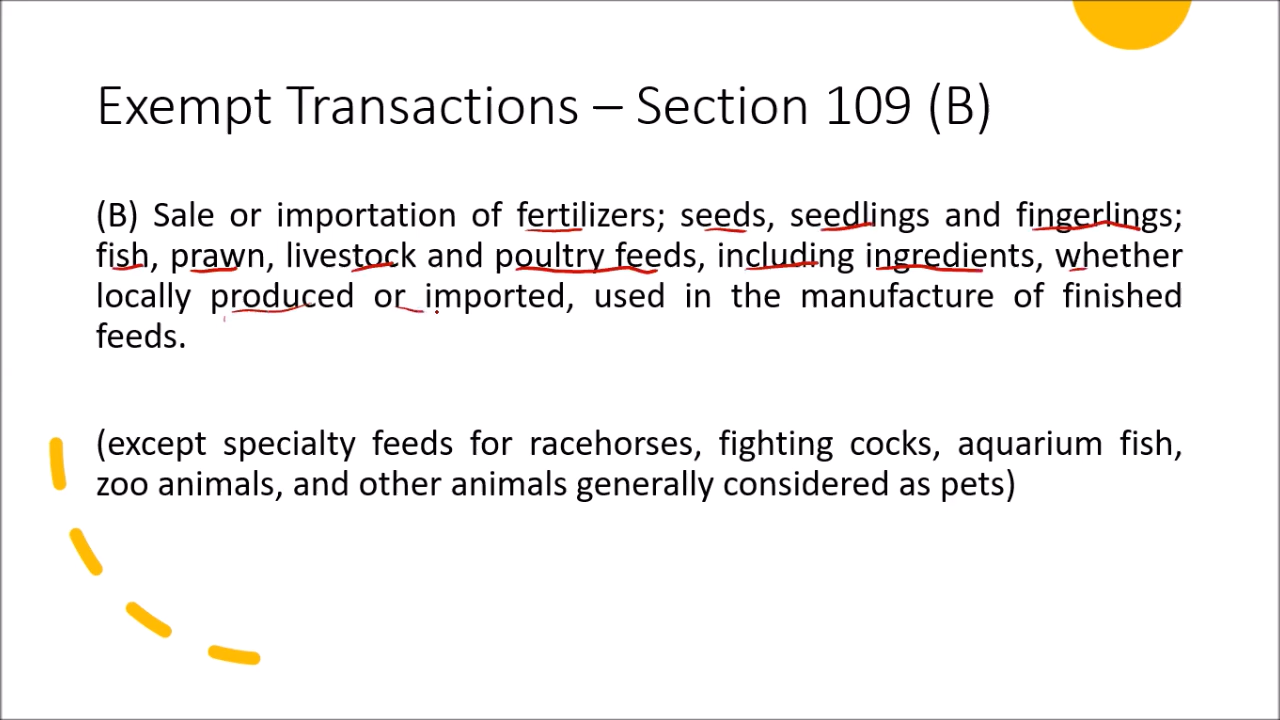 Exempt Transactions – Section 109 (B)
(B) Sale or importation of fertilizers; seeds, seedlings and fingerlings;
fish, prawn, livestock and poultry feeds, including ingredients, whether
locally produced or imported, used in the manufacture of finished
feeds.
(except specialty feeds for racehorses, fighting cocks, aquarium fish,
zoo animals, and other animals generally considered as pets)